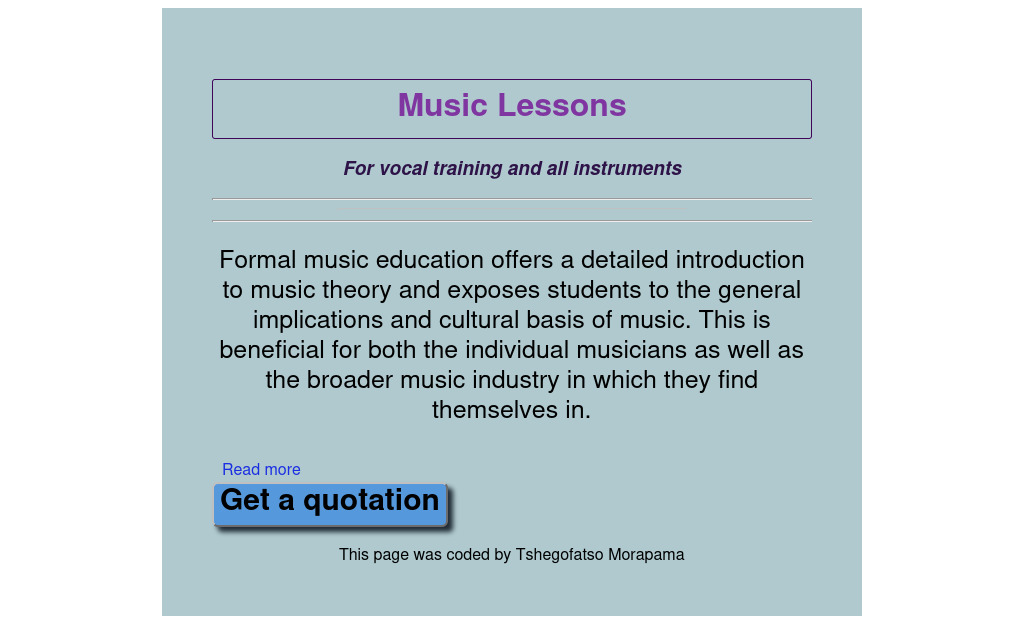 Music Lessons
For vocal training and all instruments
Formal music education offers a detailed introduction
to music theory and exposes students to the general
implications and cultural basis of music. This is
beneficial for both the individual musicians as well as
the broader music industry in which they find
themselves in.
Read more
Get a quotation
This page was coded by Tshegofatso Morapama